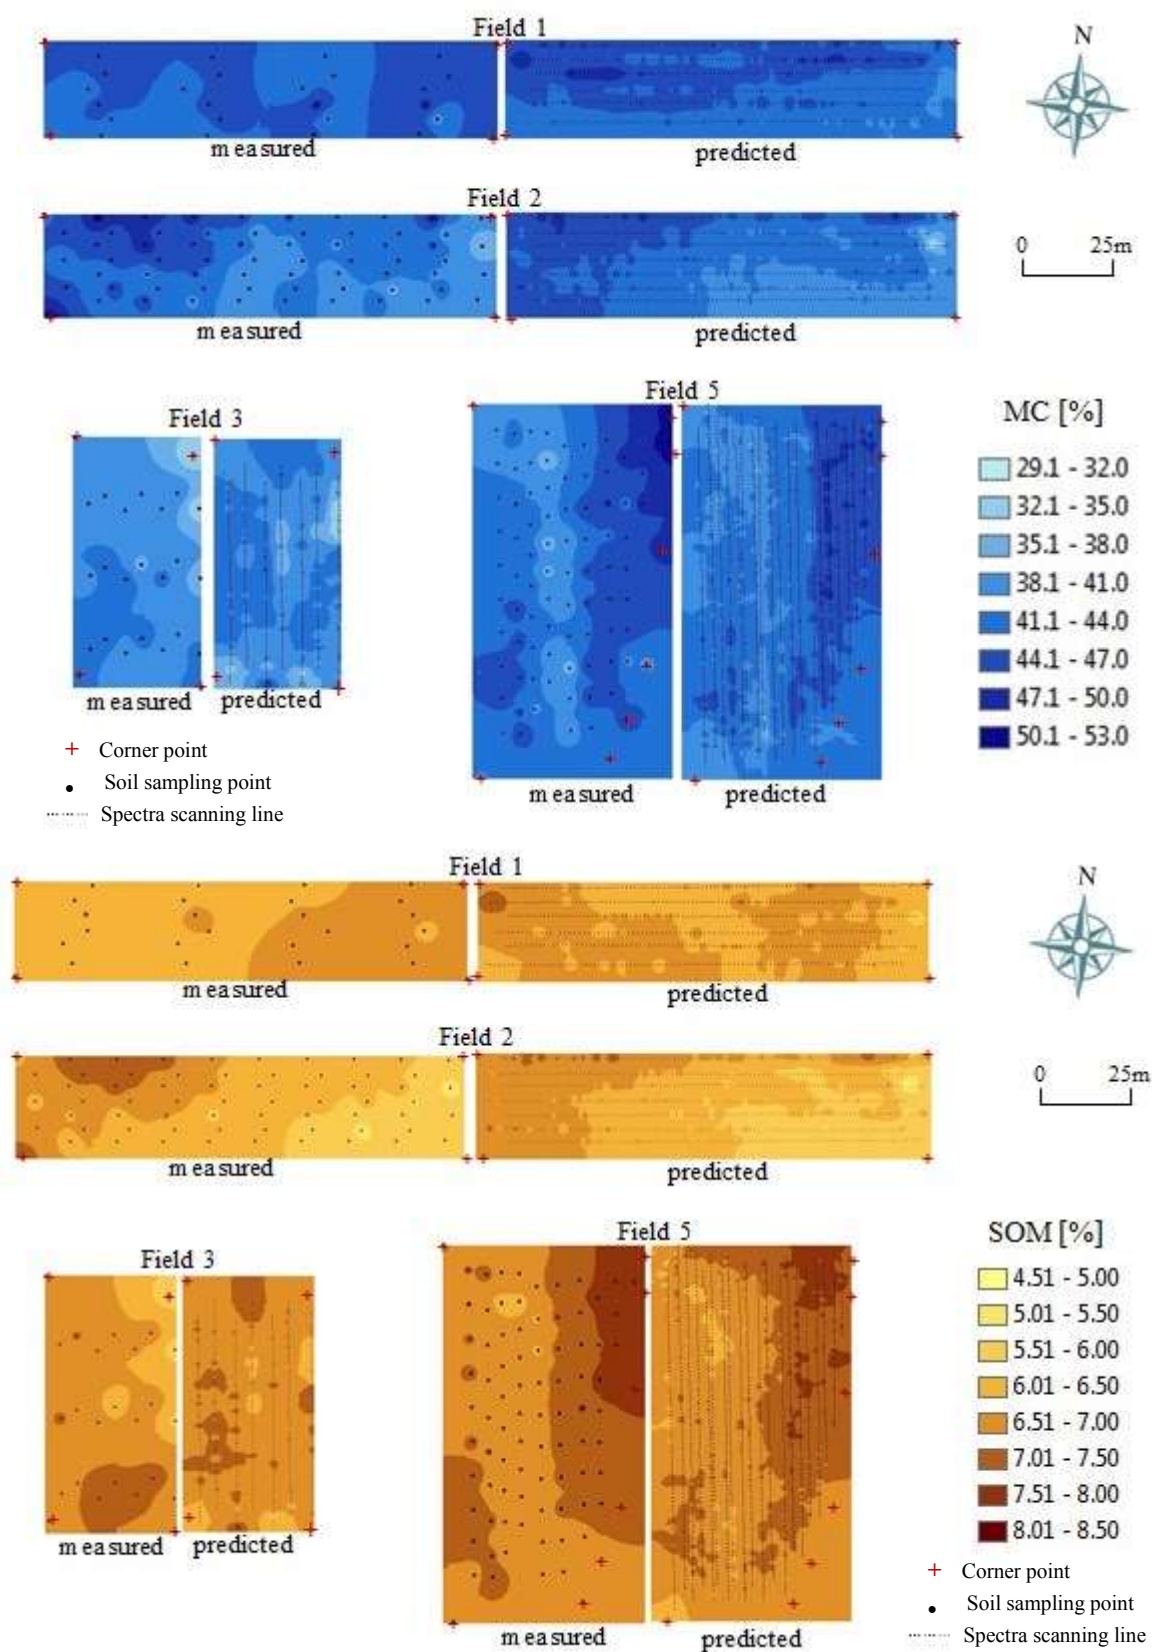 Field 1
N
measured
predicted
Field 2
0 25m
measured
predicted
Field 3
Field 5
MC [%]
29.1 - 32.0
32.1 - 35.0
35.1 - 38.0
38.1 - 41.0
41.1 - 44.0
44.1 - 47.0
47.1 - 50.0
50.1 - 53.0
measured
predicted
Corner point
Soil sampling point
Spectra scanning line
measured
predicted
Field 1
N
measured
predicted
Field 2
0 25m
measured
predicted
Field 3
Field 5
SOM [%]
4.51 - 5.00
5.01 - 5.50
5.51 - 6.00
6.01 - 6.50
6.51 - 7.00
7.01 - 7.50
7.51 - 8.00
8.01 - 8.50
measured
predicted
Corner point
Soil sampling point
Spectra scanning line
measured
predicted